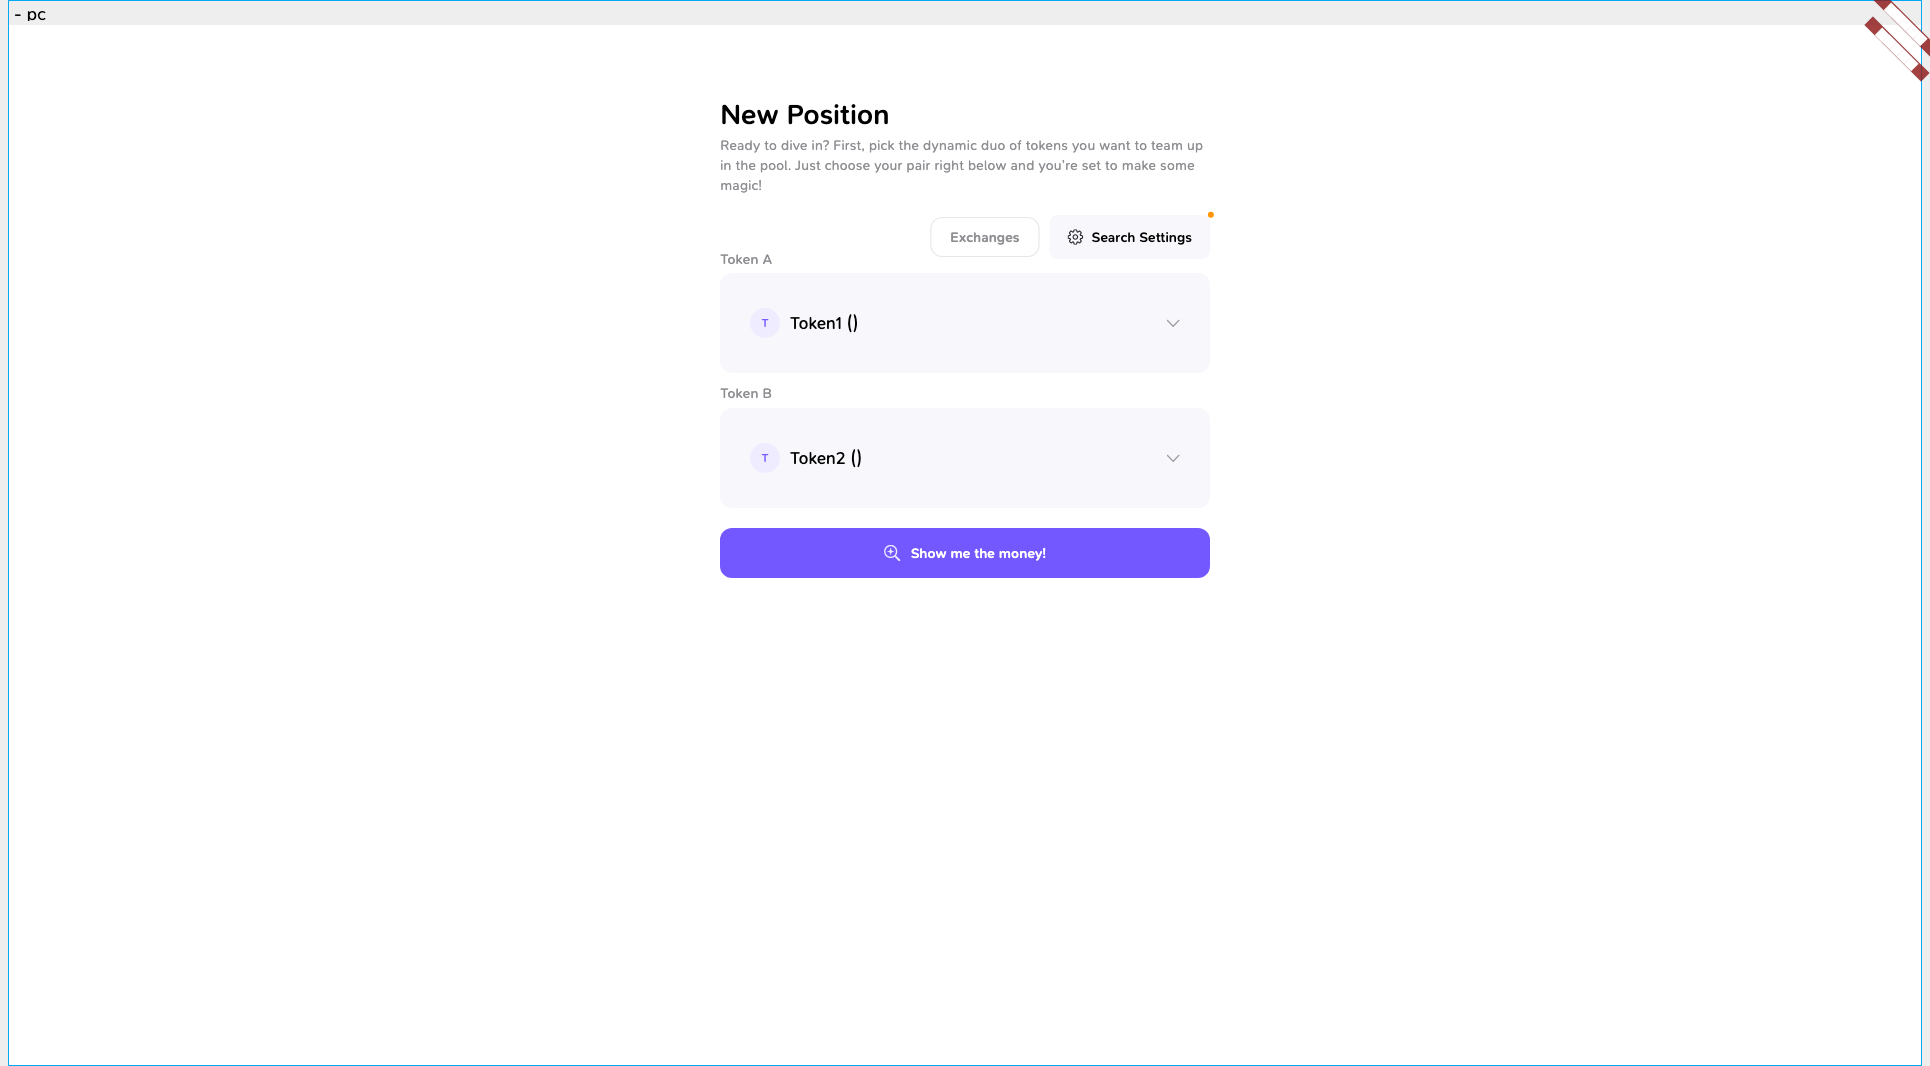 - pc
New Position
Ready to dive in? First, pick the dynamic duo of tokens you want to team up
in the pool. Just choose your pair right below and you're set to make some
magic!
Exchanges
Search Settings
Token A
T
Token1 ()
Token B
T
Token2 ()
Show me the money!